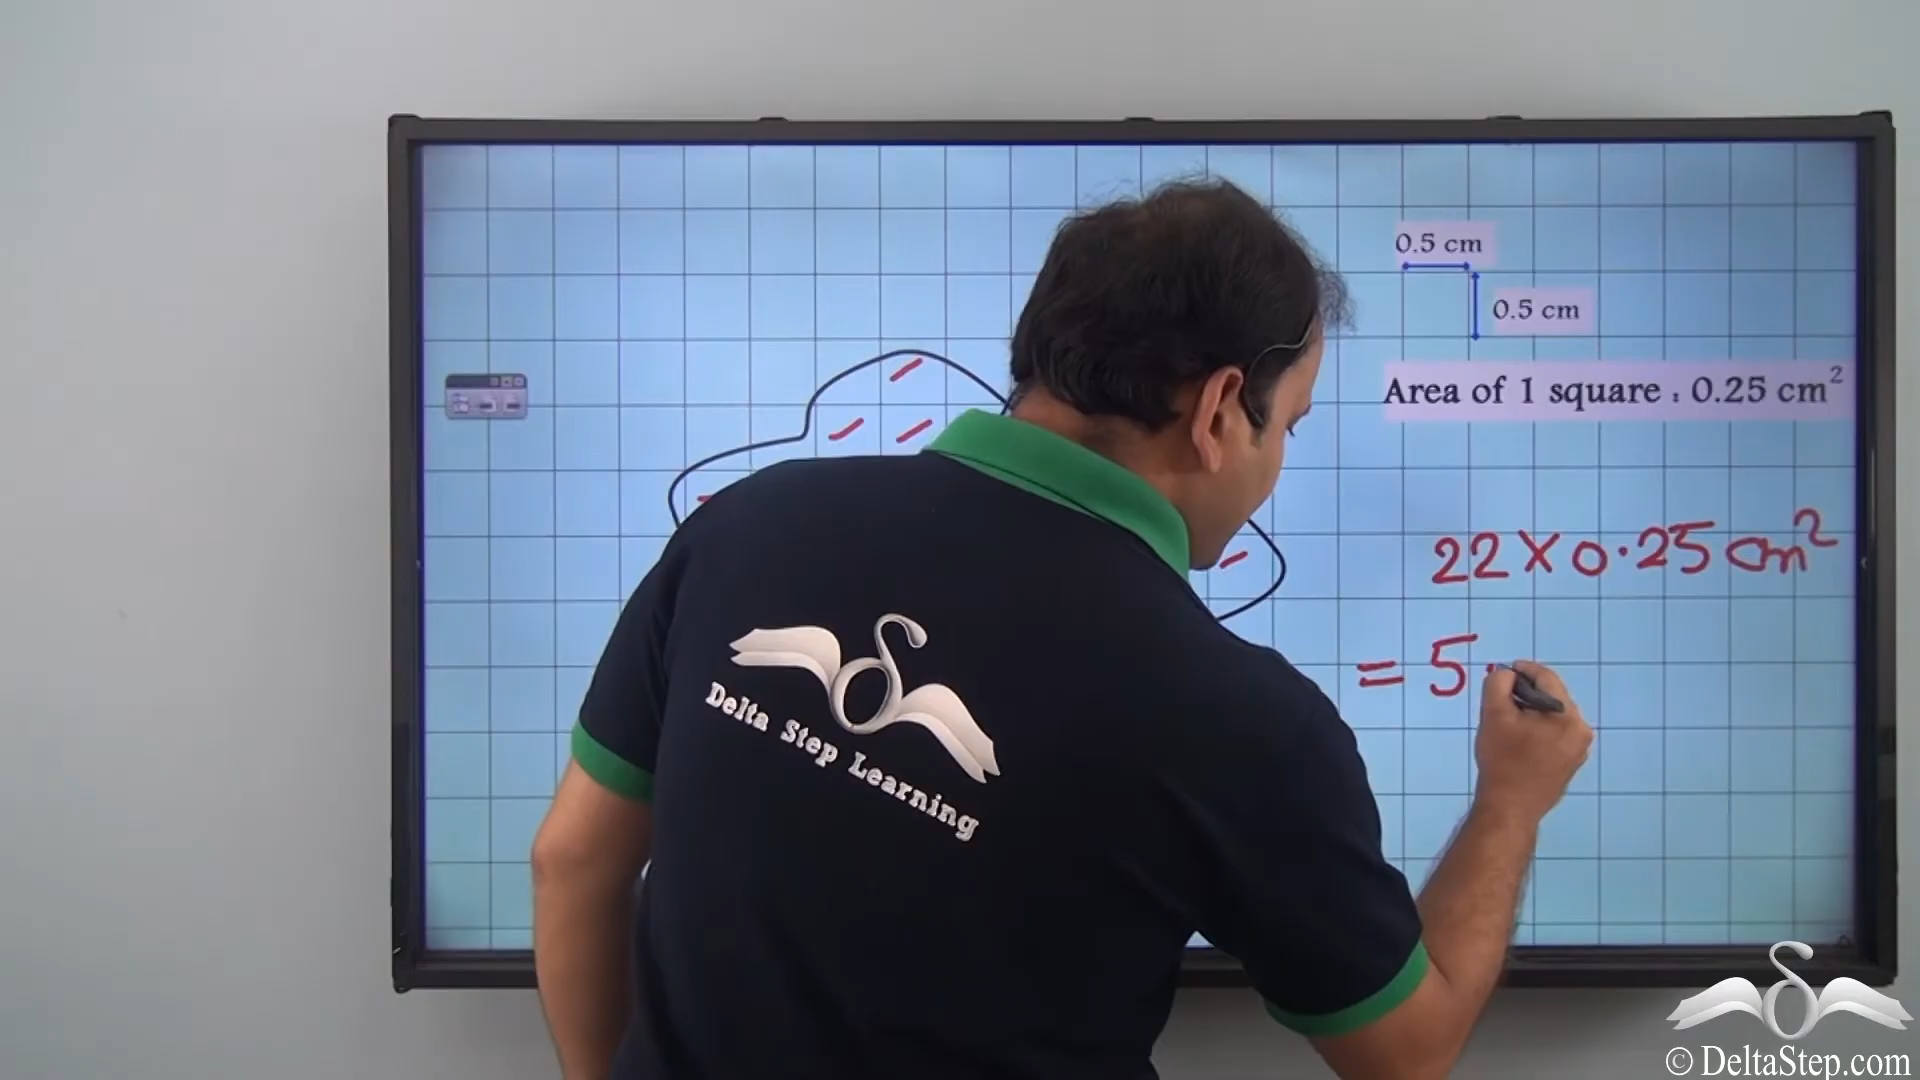 0.5 cm
0.5 cm
Area of 1 square : 0.25 cm²
22 × 0.25 cm²
= 5.
Delta Step Learning
© DeltaStep.com